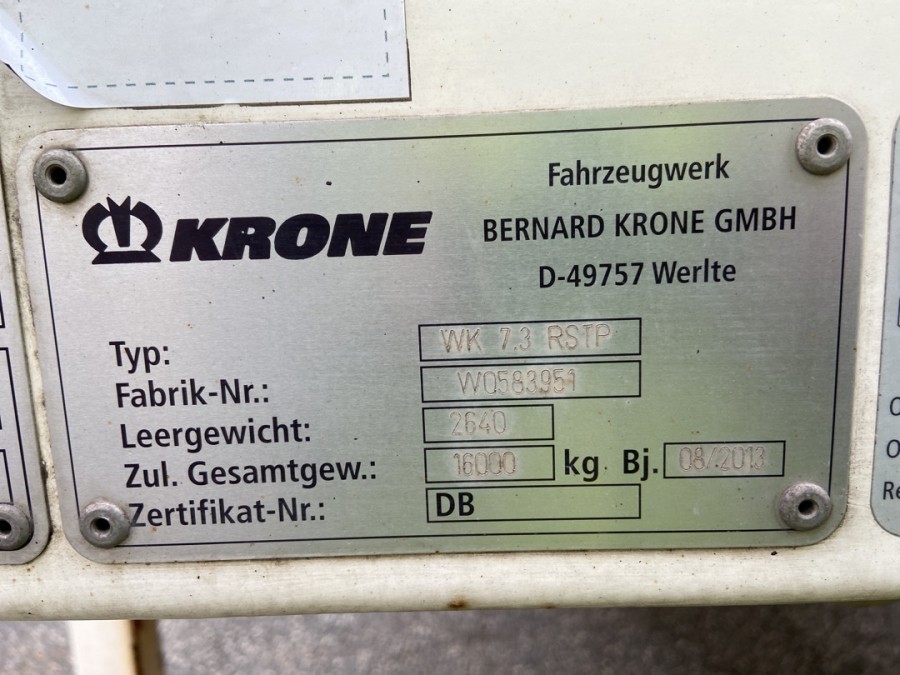 KRONE
Fahrzeugwerk
BERNARD KRONE GMBH
D-49757 Werlte
Typ: WK 7.3 RSTP
Fabrik-Nr.: W0583951
Leergewicht: 2640
Zul. Gesamtgew.: 16000 kg Bj. 08/2013
Zertifikat-Nr.: DB
Re